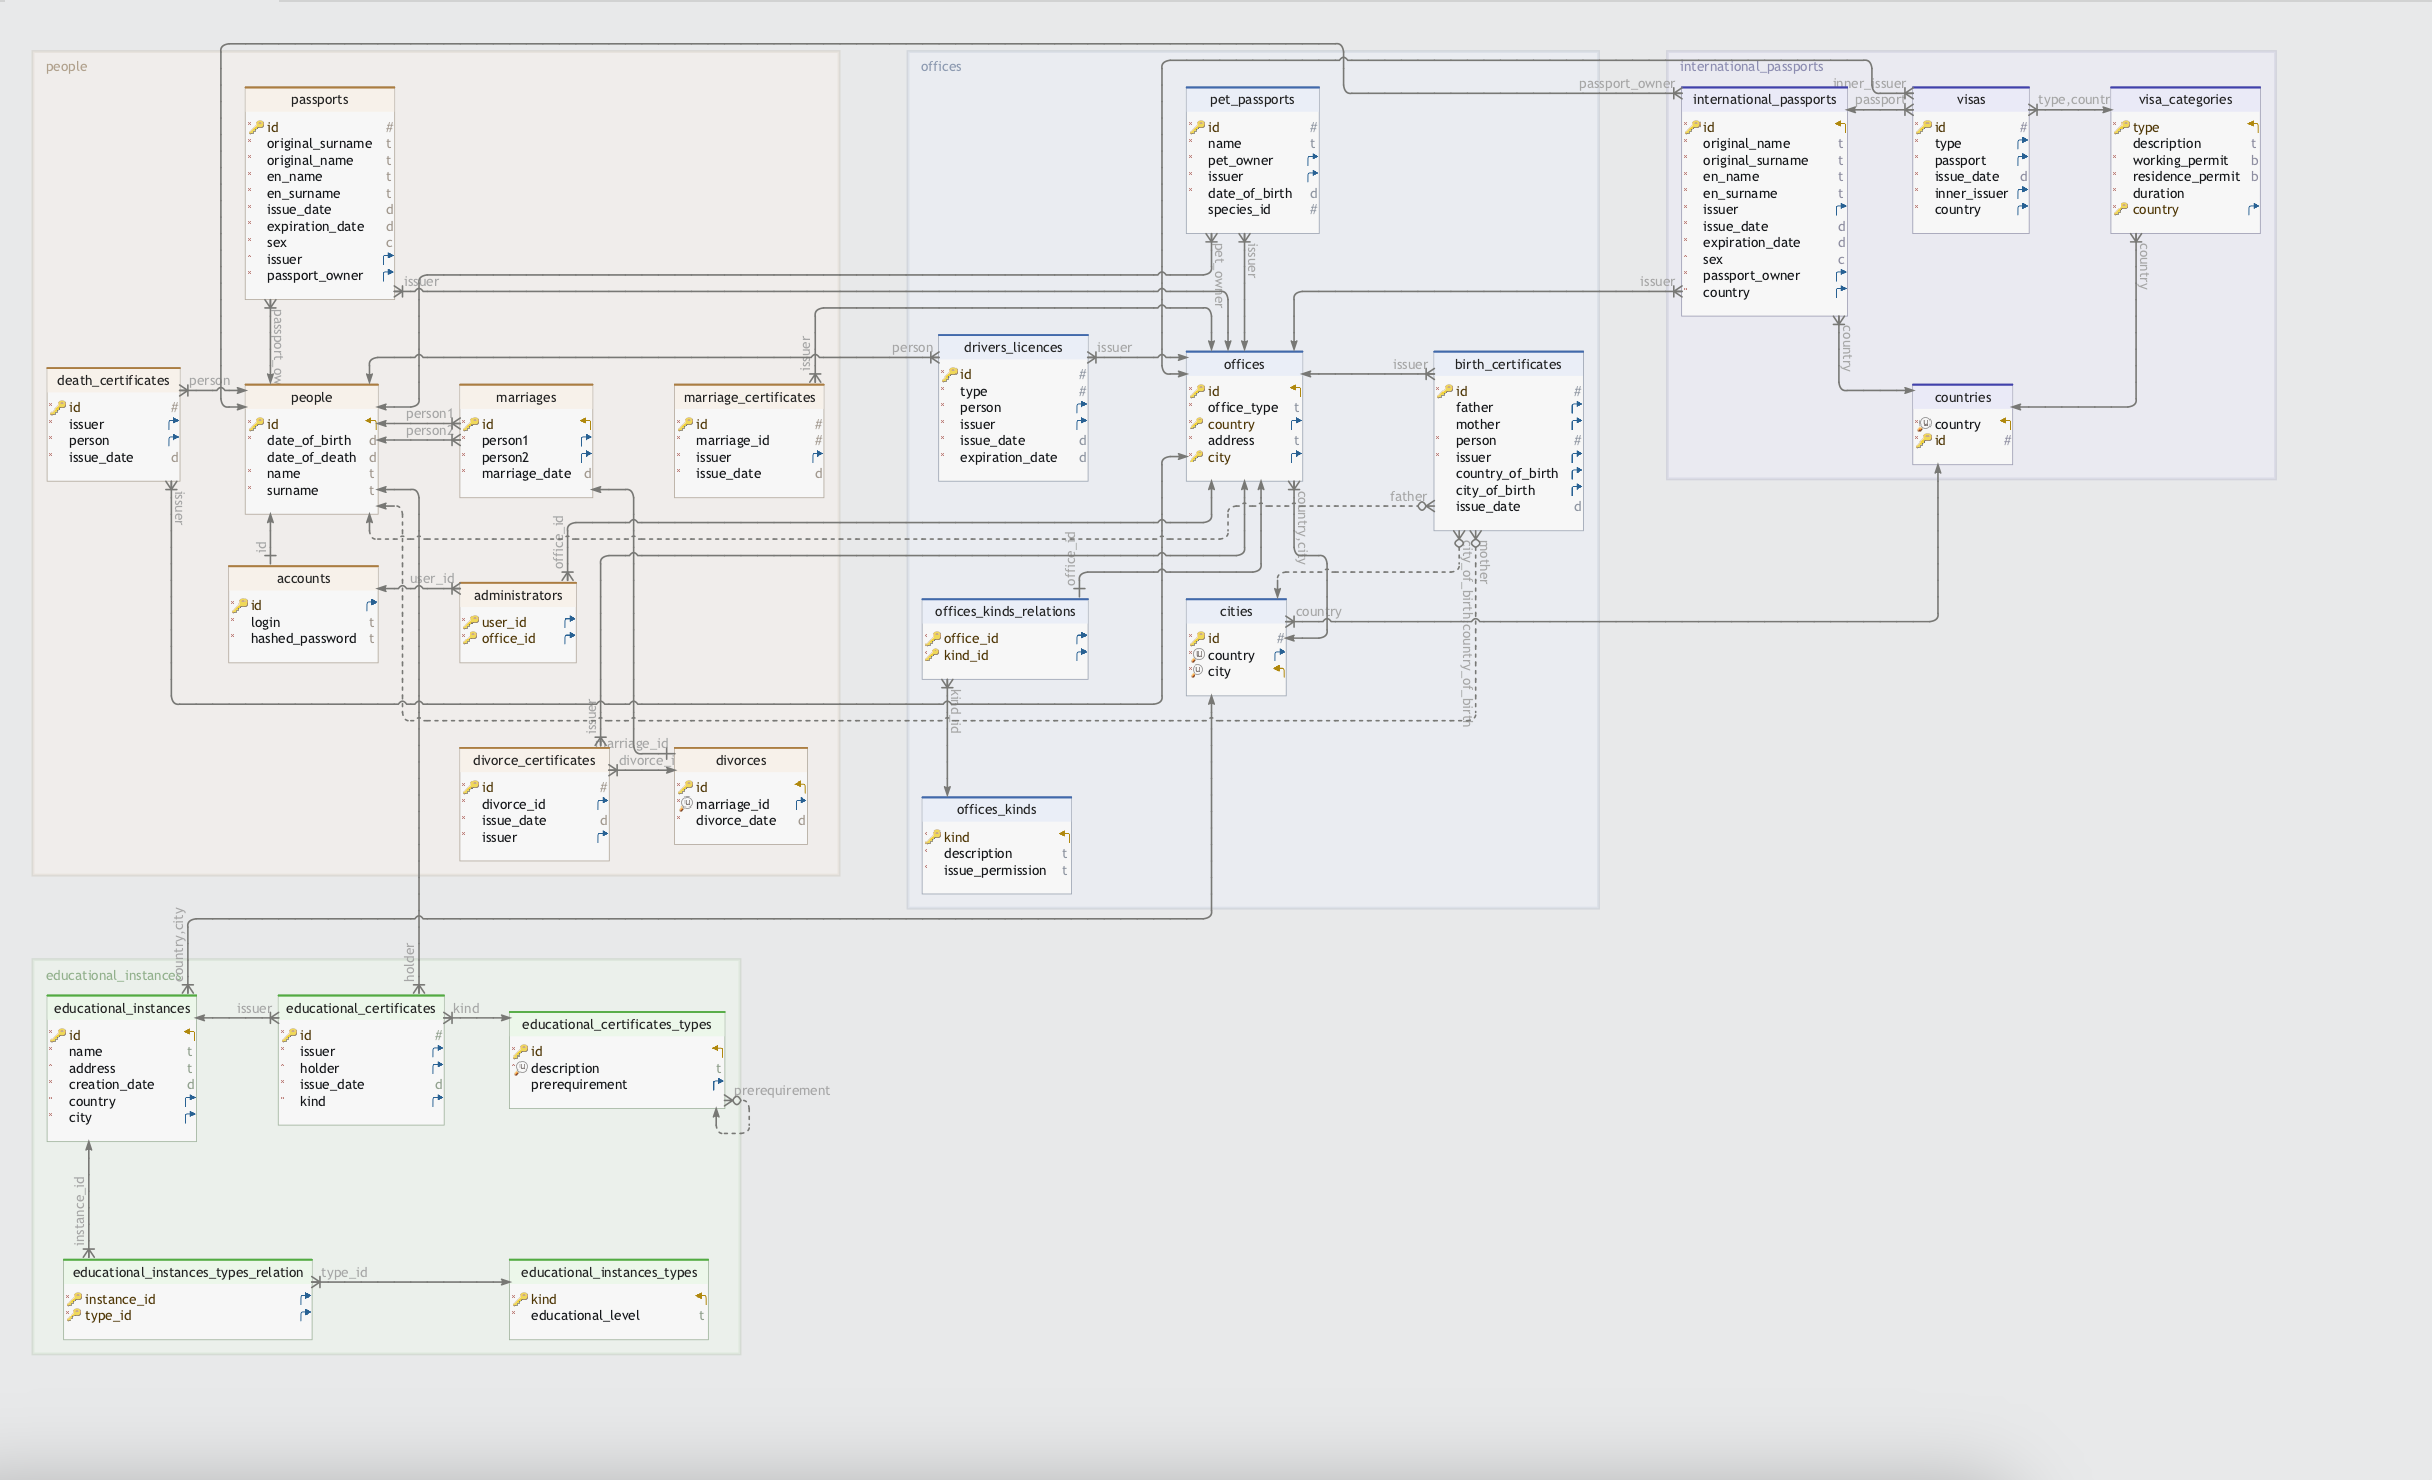 people
passports
id #
original_surname t
original_name t
en_name t
en_surname t
issue_date d
expiration_date d
sex c
issuer
passport_owner
issuer
passport_ow
death_certificates
id #
issuer
person
issue_date d
person
issuer
people
id
date_of_birth d
date_of_death d
name t
surname t
person1
person2
marriages
id
person1
person2
marriage_date d
marriage_certificates
id #
marriage_id #
issuer
issue_date d
issuer
id
accounts
id
login t
hashed_password t
user_id
office_id
administrators
user_id
office_id
issuer
arriage_id
divorce_i
divorce_certificates
id #
divorce_id
issue_date d
issuer
divorces
id
marriage_id
divorce_date d
offices
pet_passports
id #
name t
pet_owner
issuer
date_of_birth d
species_id #
pet_owner
issuer
person
drivers_licences
id #
type #
person
issuer
issue_date d
expiration_date d
issuer
offices
id
office_type t
country
address t
city
country,city
issuer
birth_certificates
id #
father
mother
person #
issuer
country_of_birth
city_of_birth
issue_date d
father
mother
office_id
offices_kinds_relations
office_id
kind_id
kind_id
cities
id #
country
city
country
offices_kinds
kind
description t
issue_permission t
international_passports
passport_owner
international_passports
id
original_name t
original_surname t
en_name t
en_surname t
issuer
issue_date d
expiration_date d
sex c
passport_owner
country
issuer
country
inner_issuer
passport
visas
id #
type
passport
issue_date d
inner_issuer
country
type,countr
visa_categories
type
description t
working_permit b
residence_permit b
duration
country
country
countries
country
id #
educational_instances
country,city
holder
educational_instances
id
name t
address t
creation_date d
country
city
issuer
educational_certificates
id #
issuer
holder
issue_date d
kind
kind
educational_certificates_types
id
description t
prerequirement
prerequirement
instance_id
educational_instances_types_relation
instance_id
type_id
type_id
educational_instances_types
kind
educational_level t